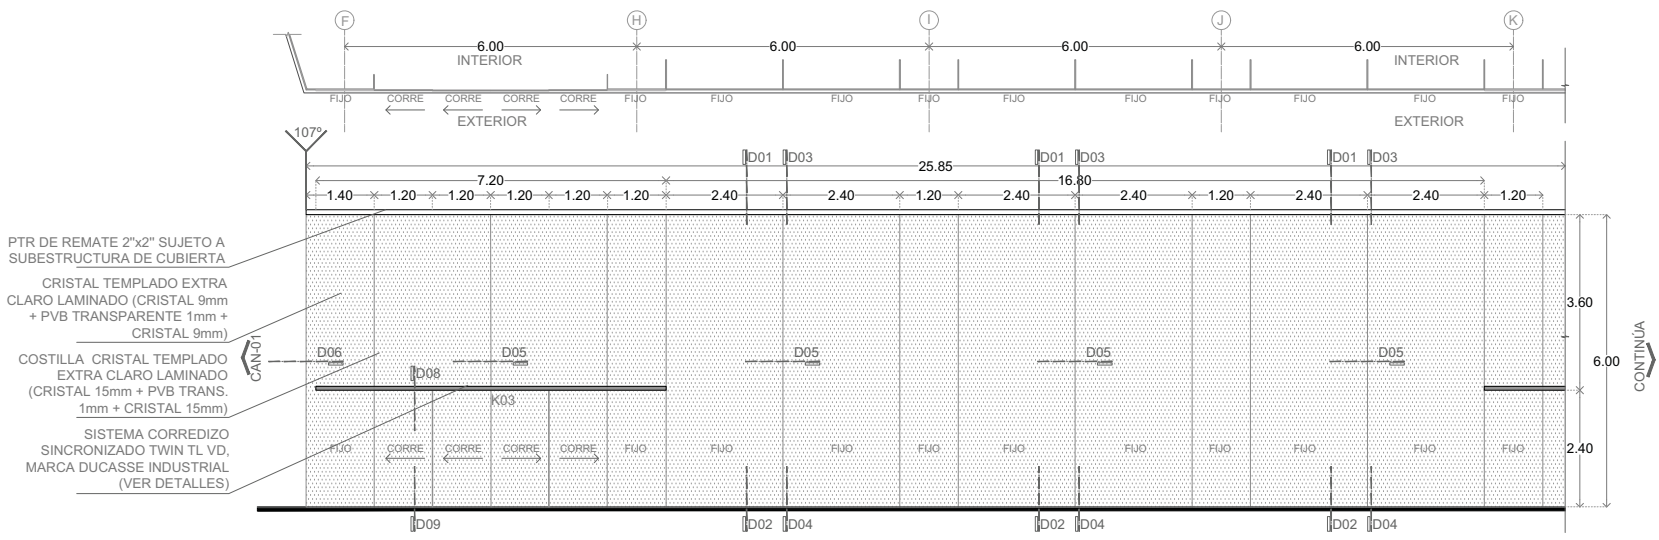 F H I J K
6.00 6.00 6.00 6.00
INTERIOR INTERIOR
FIJO CORRE CORRE CORRE CORRE FIJO FIJO FIJO FIJO FIJO FIJO FIJO FIJO FIJO FIJO
EXTERIOR EXTERIOR
107º
D01 D03 D01 D03 D01 D03
25.85
7.20 16.80
1.40 1.20 1.20 1.20 1.20 1.20 2.40 2.40 1.20 2.40 2.40 1.20 2.40 2.40 1.20
PTR DE REMATE 2"x2" SUJETO A
SUBESTRUCTURA DE CUBIERTA
CRISTAL TEMPLADO EXTRA
CLARO LAMINADO (CRISTAL 9mm
+ PVB TRANSPARENTE 1mm +
CRISTAL 9mm)
COSTILLA CRISTAL TEMPLADO
EXTRA CLARO LAMINADO
(CRISTAL 15mm + PVB TRANS.
1mm + CRISTAL 15mm)
SISTEMA CORREDIZO
SINCRONIZADO TWIN TL VD,
MARCA DUCASSE INDUSTRIAL
(VER DETALLES)
CAN-01
3.60
6.00
CONTINÚA
D06 D05 D05 D05 D05
D08
K03
FIJO CORRE CORRE CORRE CORRE FIJO FIJO FIJO FIJO FIJO FIJO FIJO FIJO FIJO FIJO
2.40
D09 D02 D04 D02 D04 D02 D04